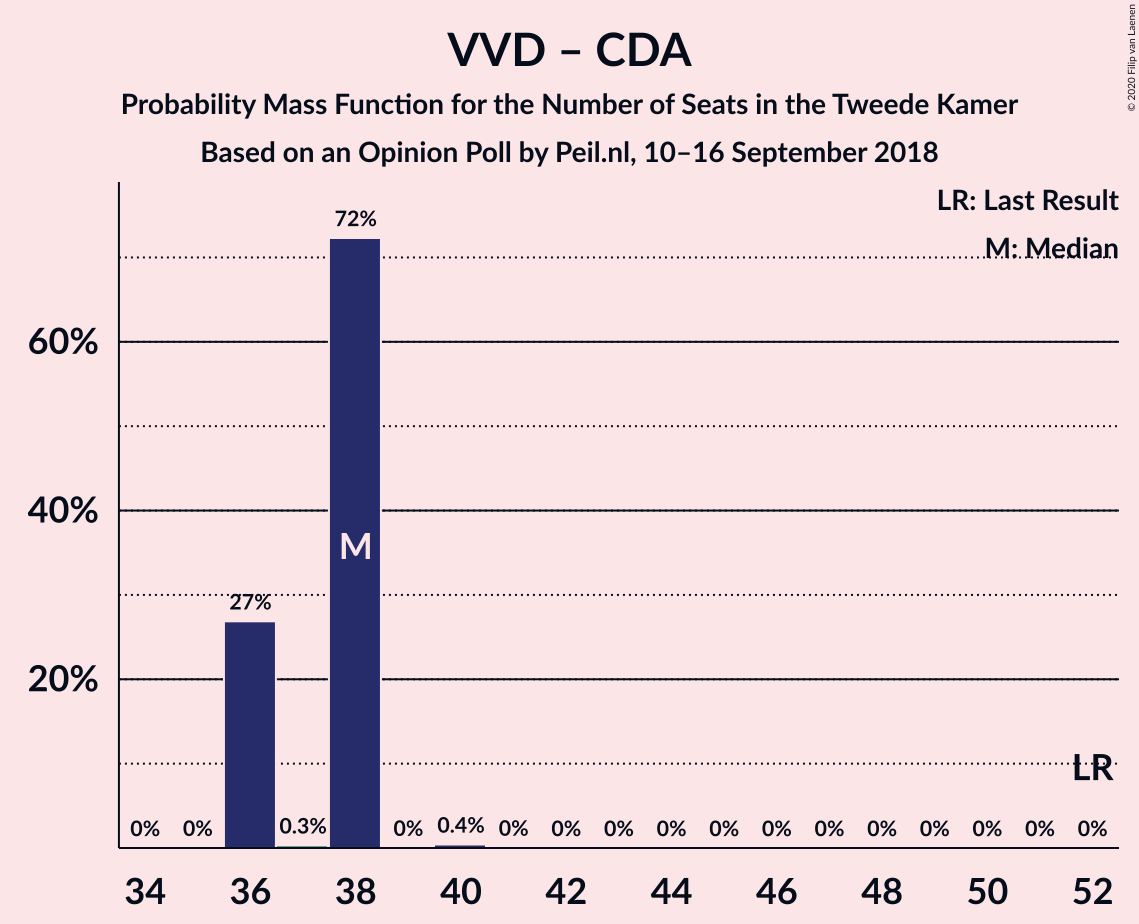 VVD – CDA
Probability Mass Function for the Number of Seats in the Tweede Kamer
Based on an Opinion Poll by Peil.nl, 10–16 September 2018
© 2020 Filip van Laenen
LR: Last Result
M: Median
60%
40%
20%
0% 0% 27% 0.3% 72% 0% 0.4% 0% 0% 0% 0% 0% 0% 0% 0% 0% 0% 0% 0%
M
LR
34 36 38 40 42 44 46 48 50 52